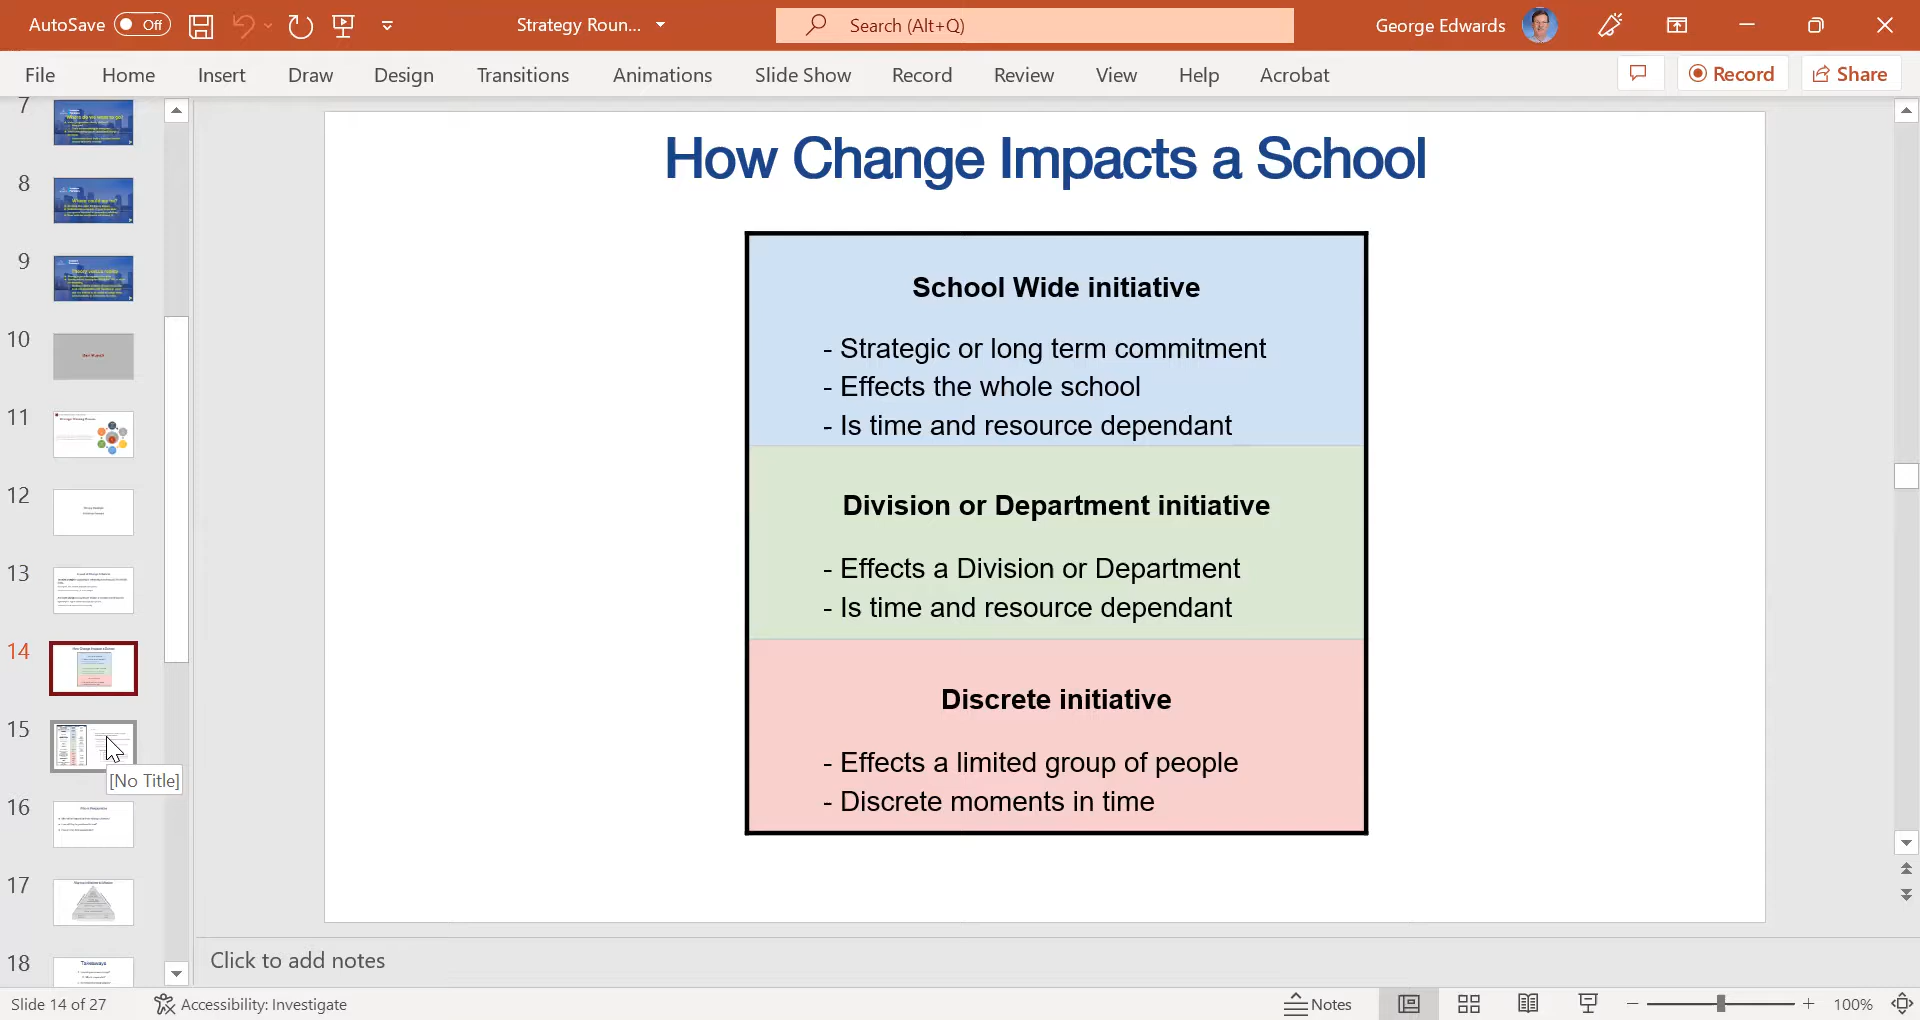 AutoSave Off Strategy Roun... Search (Alt+Q) George Edwards
File Home Insert Draw Design Transitions Animations Slide Show Record Review View Help Acrobat Record Share
7
8
9
10
11
12
13
14
15
[No Title]
16
17
18
Takeaways
How Change Impacts a School
School Wide initiative
- Strategic or long term commitment
- Effects the whole school
- Is time and resource dependant
Division or Department initiative
- Effects a Division or Department
- Is time and resource dependant
Discrete initiative
- Effects a limited group of people
- Discrete moments in time
Click to add notes
Slide 14 of 27 Accessibility: Investigate Notes 100%